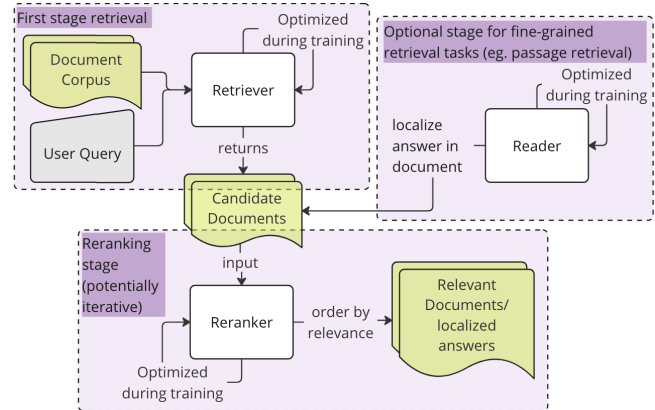 First stage retrieval
Optimized
during training
Document
Corpus
Retriever
User Query
returns
Optional stage for fine-grained
retrieval tasks (eg. passage retrieval)
Optimized
during training
localize
answer in
document
Reader
Candidate
Documents
Reranking
stage
(potentially
iterative)
input
Reranker
order by
relevance
Relevant
Documents/
localized
answers
Optimized
during training